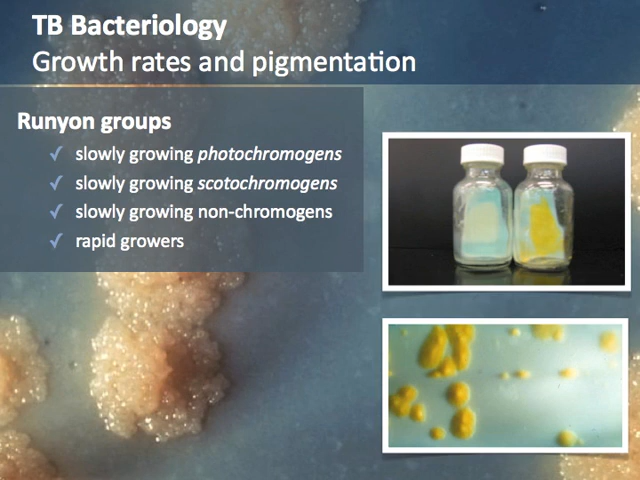 TB Bacteriology
Growth rates and pigmentation
Runyon groups
✓ slowly growing photochromogens
✓ slowly growing scotochromogens
✓ slowly growing non-chromogens
✓ rapid growers